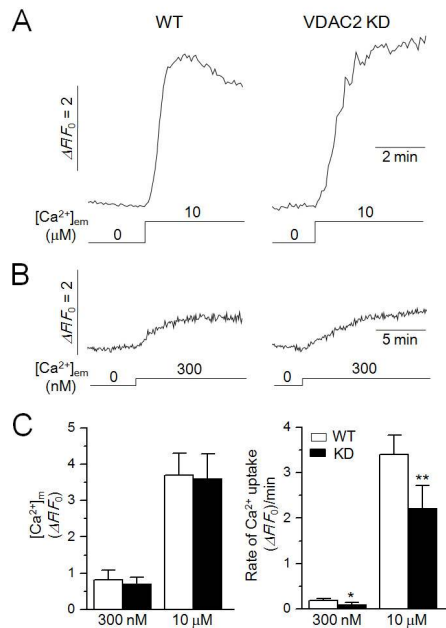 A
WT
VDAC2 KD
ΔF/F₀ = 2
2 min
[Ca²⁺]em
(μM)
0
10
0
10
B
ΔF/F₀ = 2
5 min
[Ca²⁺]em
(nM)
0
300
0
300
C
[Ca²⁺]m
(ΔF/F₀)
5
4
3
2
1
0
300 nM
10 μM
Rate of Ca²⁺ uptake
(ΔF/F₀)/min
4
3
2
1
0
WT
KD
*
**
300 nM
10 μM